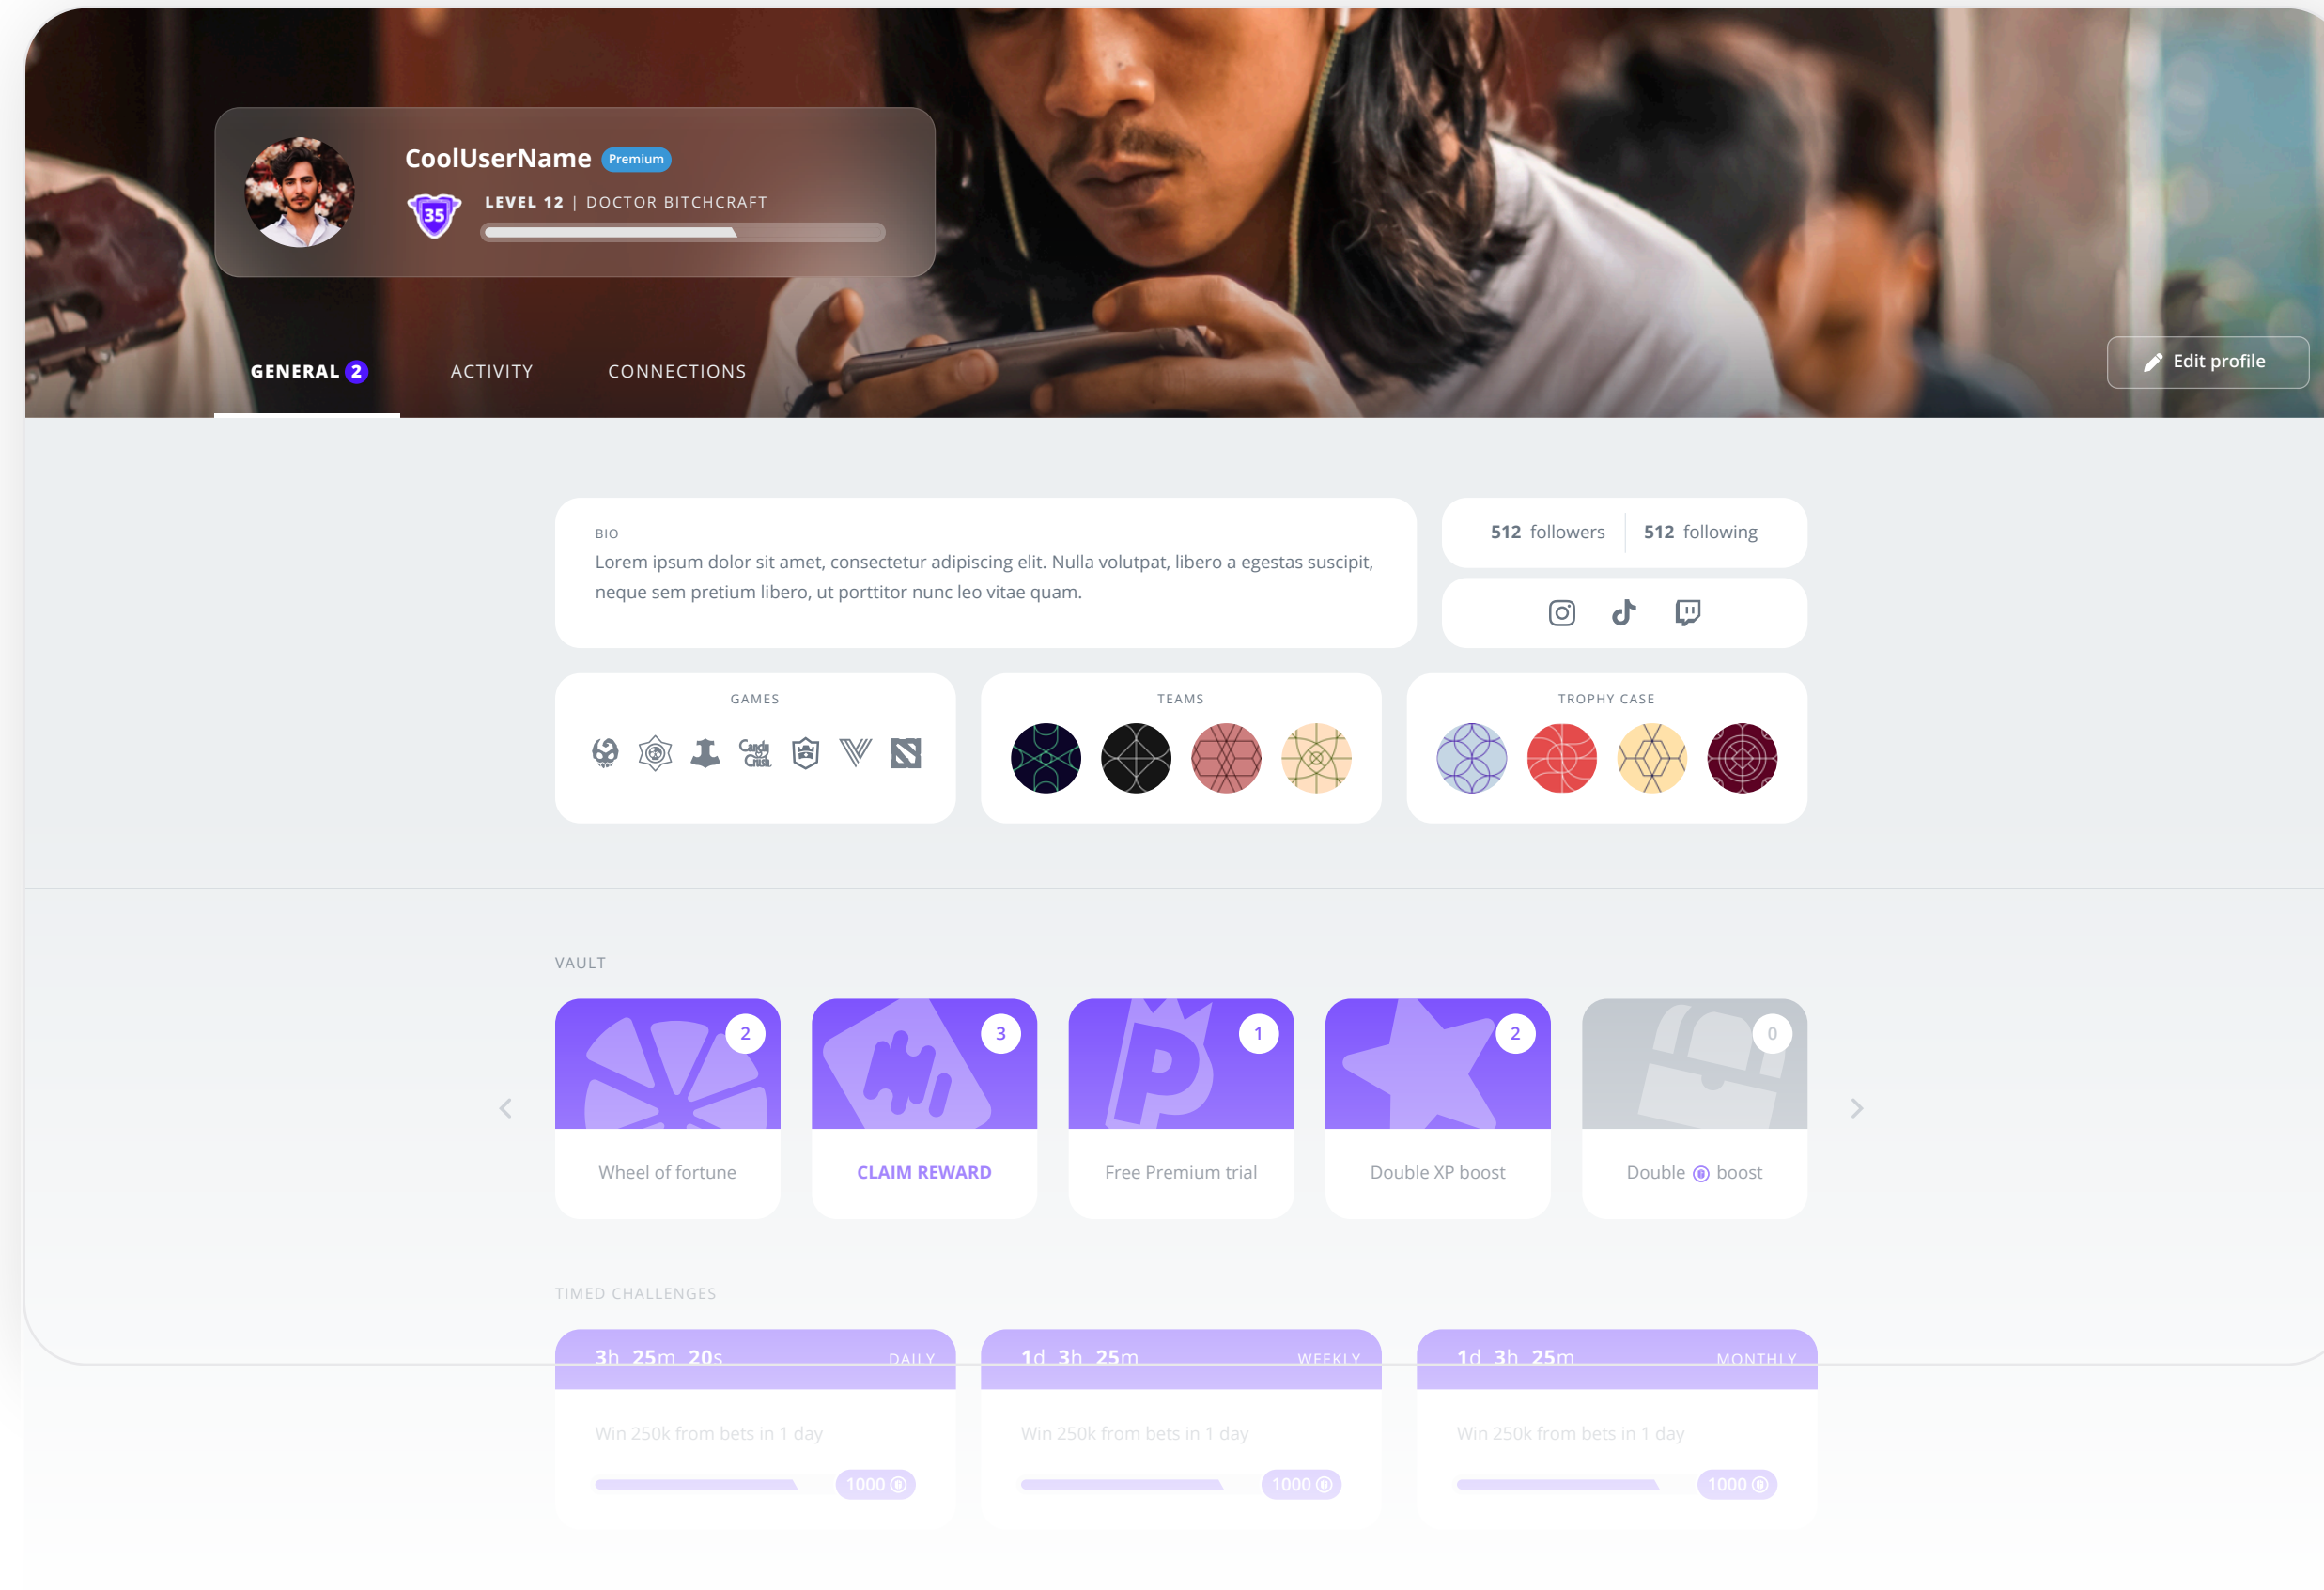 CoolUserName Premium
35
LEVEL 12 | DOCTOR BITCHCRAFT
GENERAL 2
ACTIVITY
CONNECTIONS
Edit profile
BIO
Lorem ipsum dolor sit amet, consectetur adipiscing elit. Nulla volutpat, libero a egestas suscipit,
neque sem pretium libero, ut porttitor nunc leo vitae quam.
512 followers
512 following
GAMES
Candy
Crush
TEAMS
TROPHY CASE
VAULT
2
Wheel of fortune
3
CLAIM REWARD
P
1
Free Premium trial
2
Double XP boost
0
Double boost
TIMED CHALLENGES
3h 25m 20s
DAILY
Win 250k from bets in 1 day
1000
1d 3h 25m
WEEKLY
Win 250k from bets in 1 day
1000
1d 3h 25m
MONTHLY
Win 250k from bets in 1 day
1000